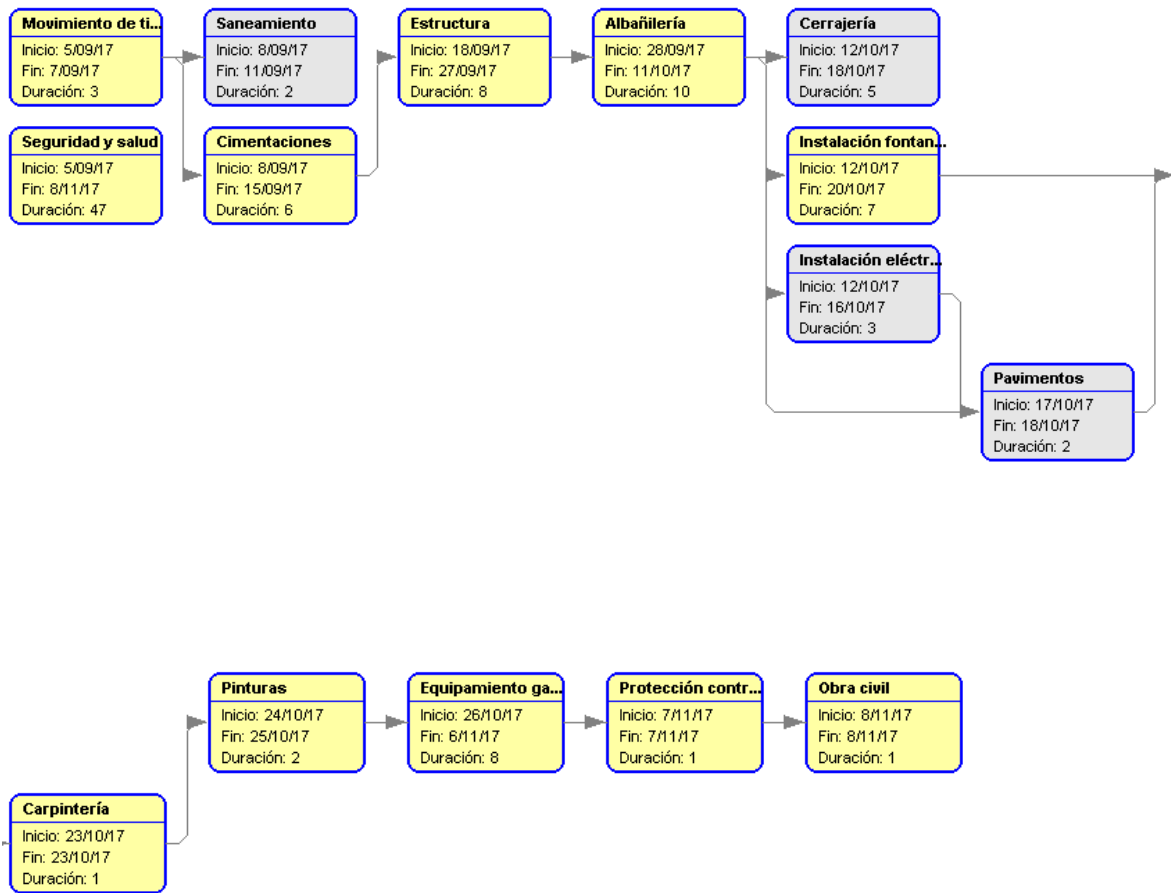 Movimiento de ti...
Inicio: 5/09/17
Fin: 7/09/17
Duración: 3
Saneamiento
Inicio: 8/09/17
Fin: 11/09/17
Duración: 2
Estructura
Inicio: 18/09/17
Fin: 27/09/17
Duración: 8
Albañilería
Inicio: 28/09/17
Fin: 11/10/17
Duración: 10
Cerrajería
Inicio: 12/10/17
Fin: 18/10/17
Duración: 5
Seguridad y salud
Inicio: 5/09/17
Fin: 8/11/17
Duración: 47
Cimentaciones
Inicio: 8/09/17
Fin: 15/09/17
Duración: 6
Instalación fontan...
Inicio: 12/10/17
Fin: 20/10/17
Duración: 7
Instalación eléctr...
Inicio: 12/10/17
Fin: 16/10/17
Duración: 3
Pavimentos
Inicio: 17/10/17
Fin: 18/10/17
Duración: 2
Pinturas
Inicio: 24/10/17
Fin: 25/10/17
Duración: 2
Equipamiento ga...
Inicio: 26/10/17
Fin: 6/11/17
Duración: 8
Protección contr...
Inicio: 7/11/17
Fin: 7/11/17
Duración: 1
Obra civil
Inicio: 8/11/17
Fin: 8/11/17
Duración: 1
Carpintería
Inicio: 23/10/17
Fin: 23/10/17
Duración: 1